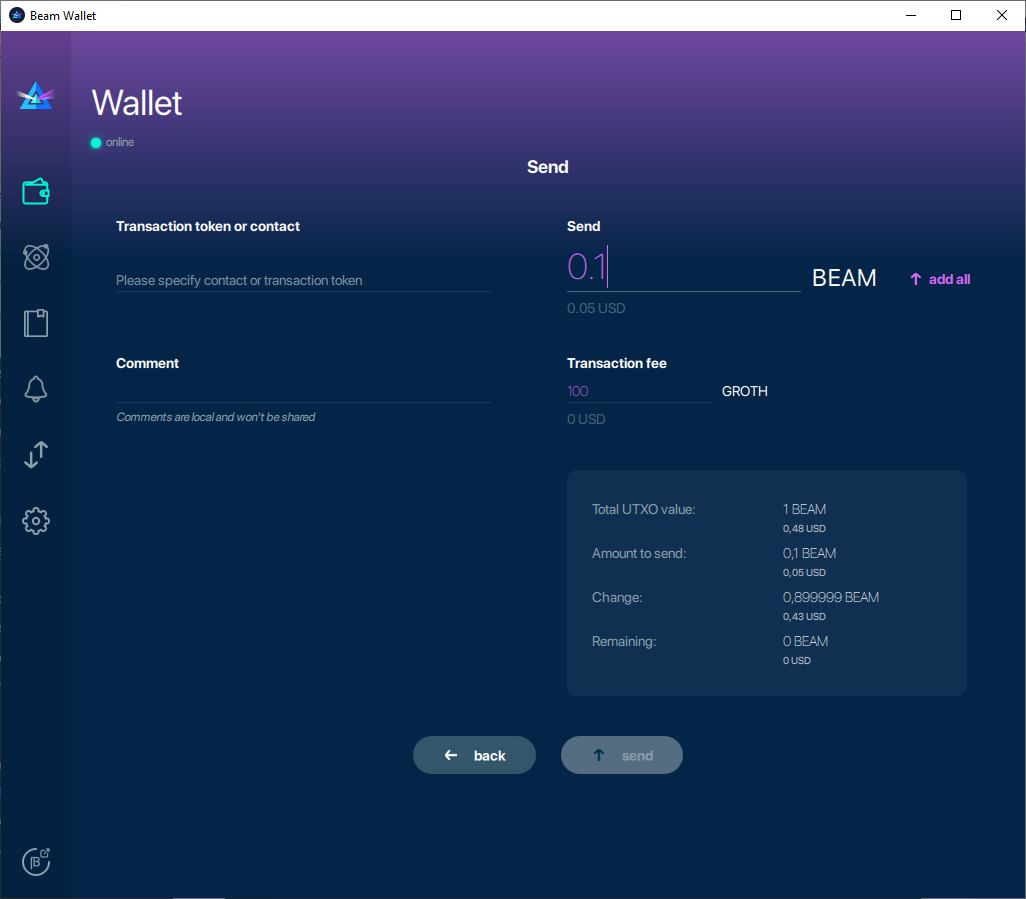 Beam Wallet
Wallet
online
Send
Transaction token or contact
Please specify contact or transaction token
Comment
Comments are local and won't be shared
Send
0.1 BEAM add all
0.05 USD
Transaction fee
100 GROTH
0 USD
Total UTXO value: 1 BEAM
0,48 USD
Amount to send: 0,1 BEAM
0,05 USD
Change: 0,899999 BEAM
0,43 USD
Remaining: 0 BEAM
0 USD
back send